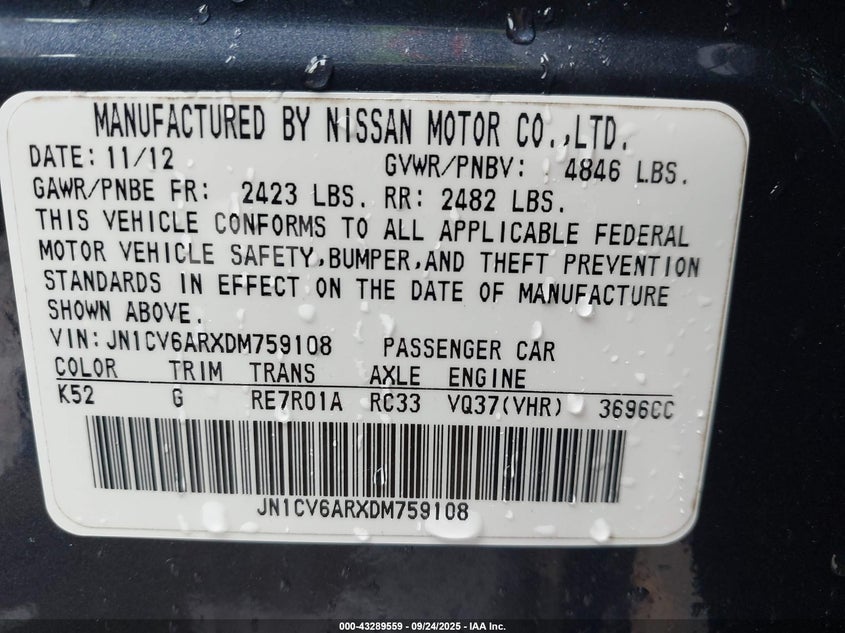 MANUFACTURED BY NISSAN MOTOR CO.,LTD.
DATE: 11/12 GVWR/PNBV: 4846 LBS.
GAWR/PNBE FR: 2423 LBS. RR: 2482 LBS.
THIS VEHICLE CONFORMS TO ALL APPLICABLE FEDERAL
MOTOR VEHICLE SAFETY,BUMPER,AND THEFT PREVENTION
STANDARDS IN EFFECT ON THE DATE OF MANUFACTURE
SHOWN ABOVE.
VIN:JN1CV6ARXDM759108 PASSENGER CAR
COLOR TRIM TRANS AXLE ENGINE
K52 G RE7R01A RC33 VQ37(VHR) 3696CC
JN1CV6ARXDM759108
000-43289559 - 09/24/2025 - IAA Inc.